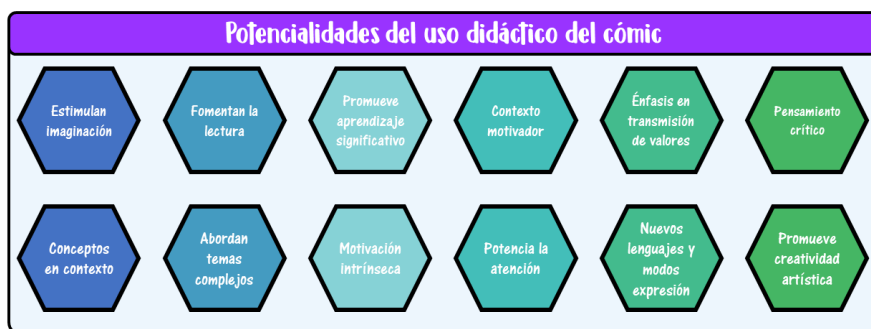 Potencialidades del uso didáctico del cómic
Estimulan
imaginación
Fomentan la
lectura
Promueve
aprendizaje
significativo
Contexto
motivador
Énfasis en
transmisión
de valores
Pensamiento
crítico
Conceptos
en contexto
Abordan
temas
complejos
Motivación
intrínseca
Potencia la
atención
Nuevos
lenguajes y
modos
expresión
Promueve
creatividad
artística